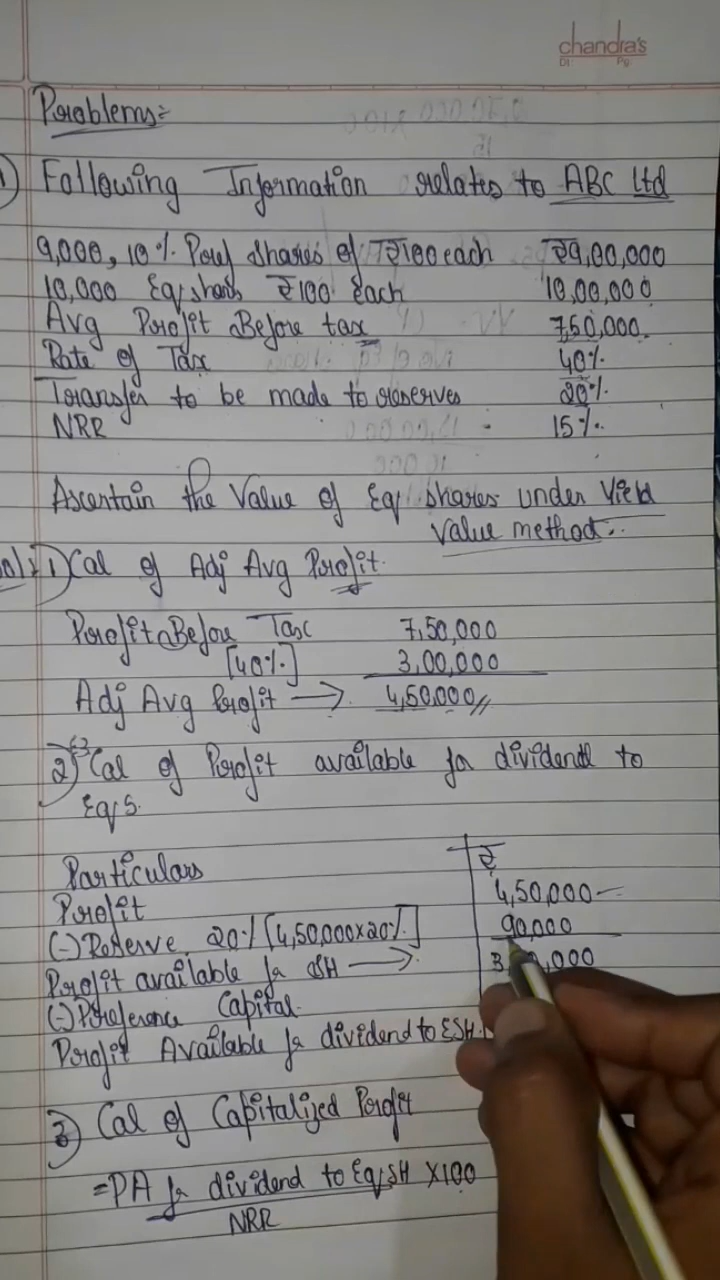 chandra's
Dt Pg
Problems:
1) Following Information relates to ABC Ltd
9,000, 10% Pref Shares of ₹100 each ₹9,00,000
10,000 Eq shares ₹100 Each 10,00,000
Avg Profit Before tax 7,50,000
Rate of Tax 40%
Transfer to be made to reserves 20%
NRR 15%
Ascertain the Value of Eq shares under Yield
Value method.
1) Cal of Adj Avg Profit.
Profit Before Tax 7,50,000
[40%] 3,00,000
Adj Avg Profit → 4,50,000
2) Cal of Profit available for dividend to
EqS.
Particulars ₹
Profit 4,50,000
(-) Reserve 20% [4,50,000x20%] 90,000
Profit available for SH →
(-) Preference Capital.
Profit Available for dividend to ESH.
3) Cal of Capitalized Profit
= PA for dividend to Eq SH X100
NRR